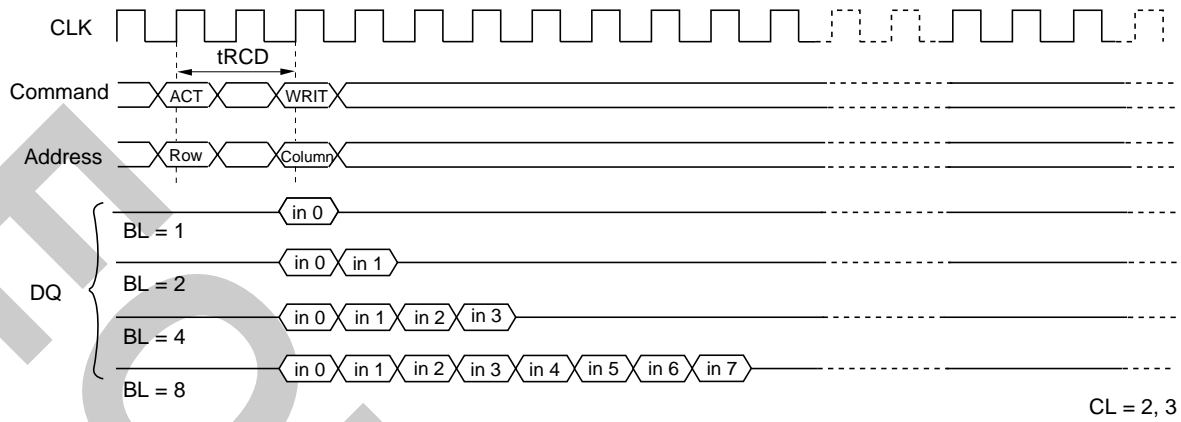 CLK
tRCD
Command ACT WRIT
Address Row Column
in 0
BL = 1
in 0 in 1
BL = 2
DQ
in 0 in 1 in 2 in 3
BL = 4
in 0 in 1 in 2 in 3 in 4 in 5 in 6 in 7
BL = 8
CL = 2, 3